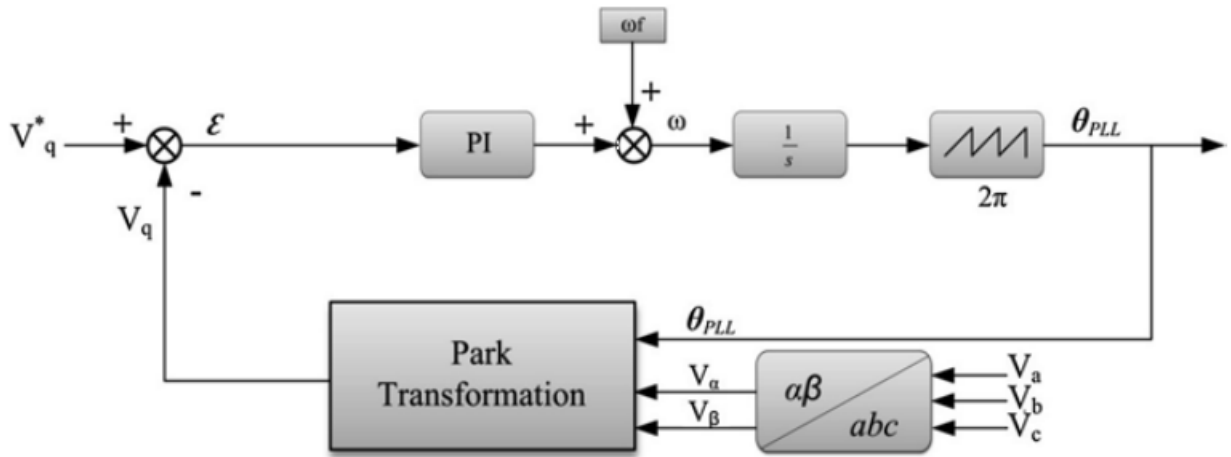 ωf
+
V*q
+
ε
PI
+
ω
1/s
θPLL
2π
-
Vq
Park
Transformation
θPLL
Vα
Vβ
αβ
abc
Va
Vb
Vc